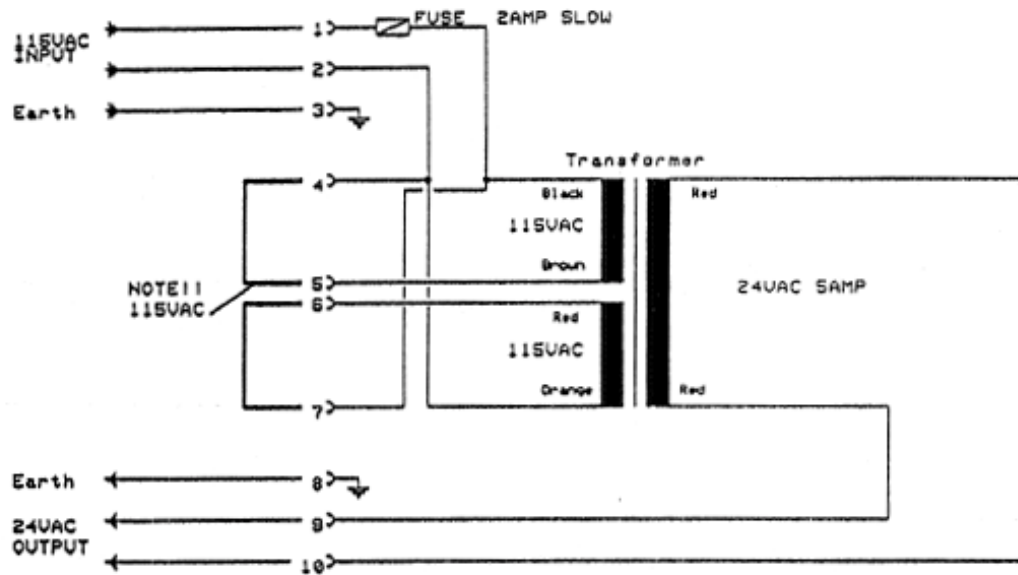 FUSE 2AMP SLOW
115VAC
INPUT
1
2
Earth
3
Transformer
4
Black
Red
115VAC
Brown
5
NOTE!!
115VAC
24VAC 5AMP
6
Red
115VAC
Orange
Red
7
Earth
8
24VAC
OUTPUT
9
10